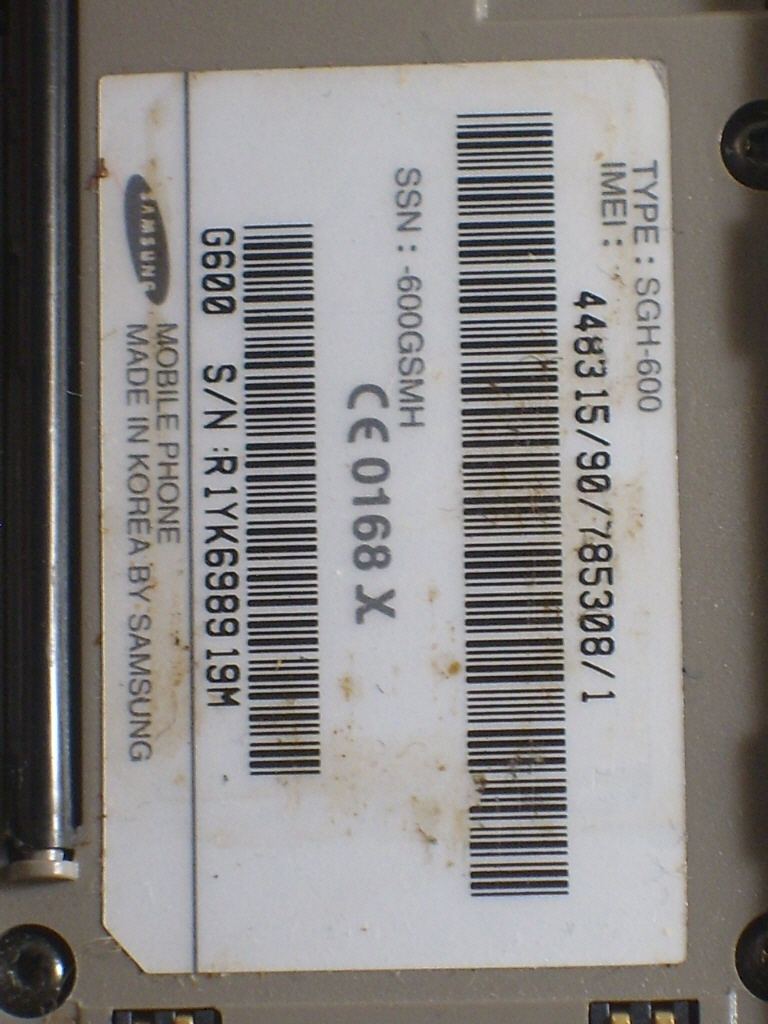 TYPE : SGH-600
IMEI :
448315/90/785308/1
SSN : -600GSMH
CE 0168 X
G600 S/N :R1YK698919M
SAMSUNG
MOBILE PHONE
MADE IN KOREA BY SAMSUNG